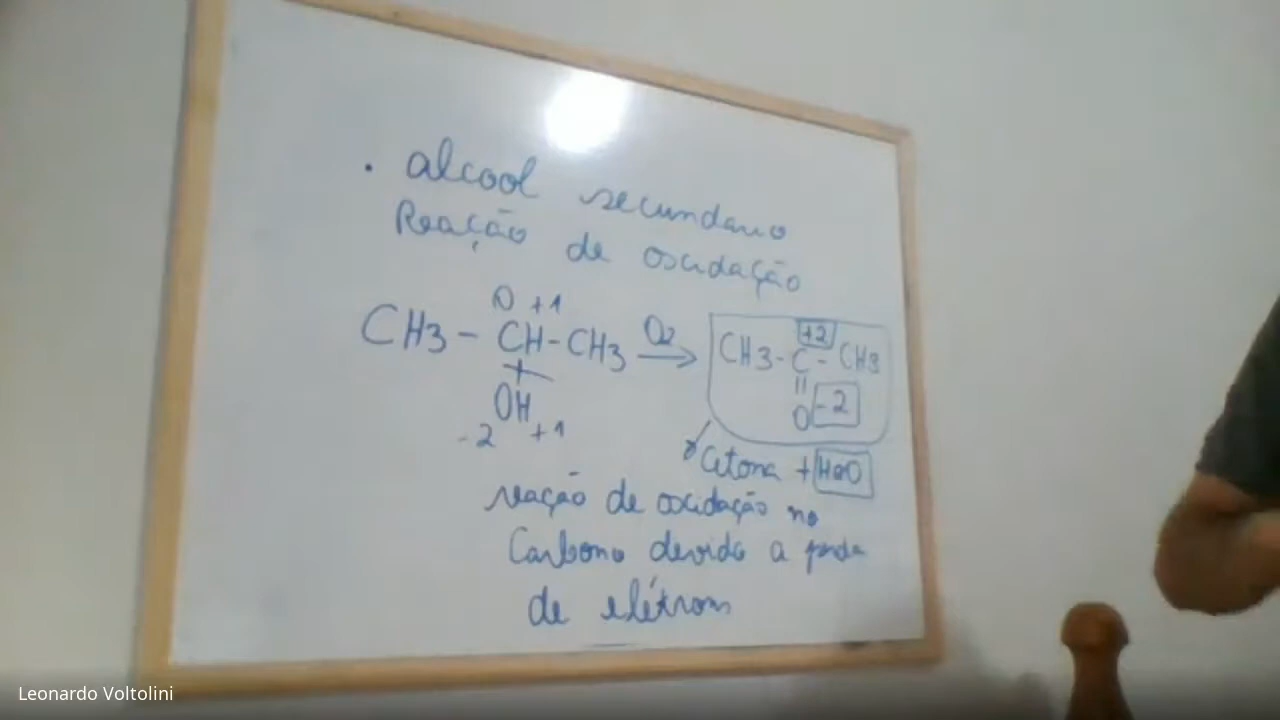 . alcool secundario
Reação de oxidação
0 +1
CH3 - CH - CH3 O2 → CH3 - C - CH3
+2
OH
-2 +1
O -2
Cetona + H2O
reação de oxidação no
Carbono devido a perda
de elétrons
Leonardo Voltolini